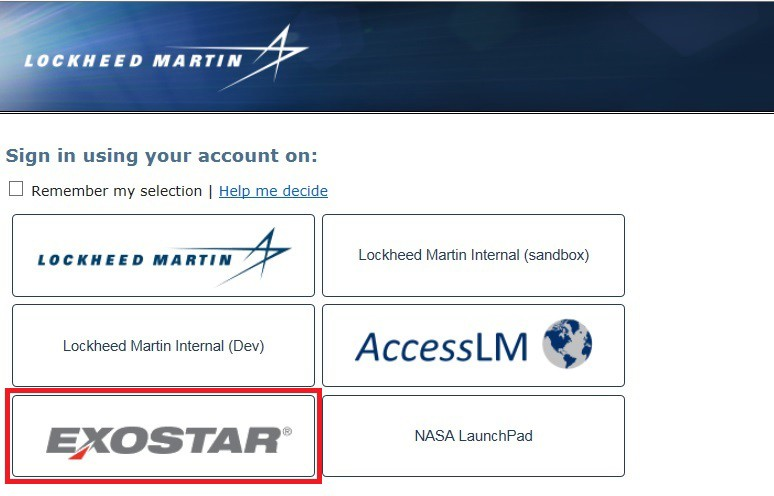 LOCKHEED MARTIN
Sign in using your account on:
Remember my selection | Help me decide
LOCKHEED MARTIN
Lockheed Martin Internal (sandbox)
Lockheed Martin Internal (Dev)
AccessLM
EXOSTAR®
NASA LaunchPad